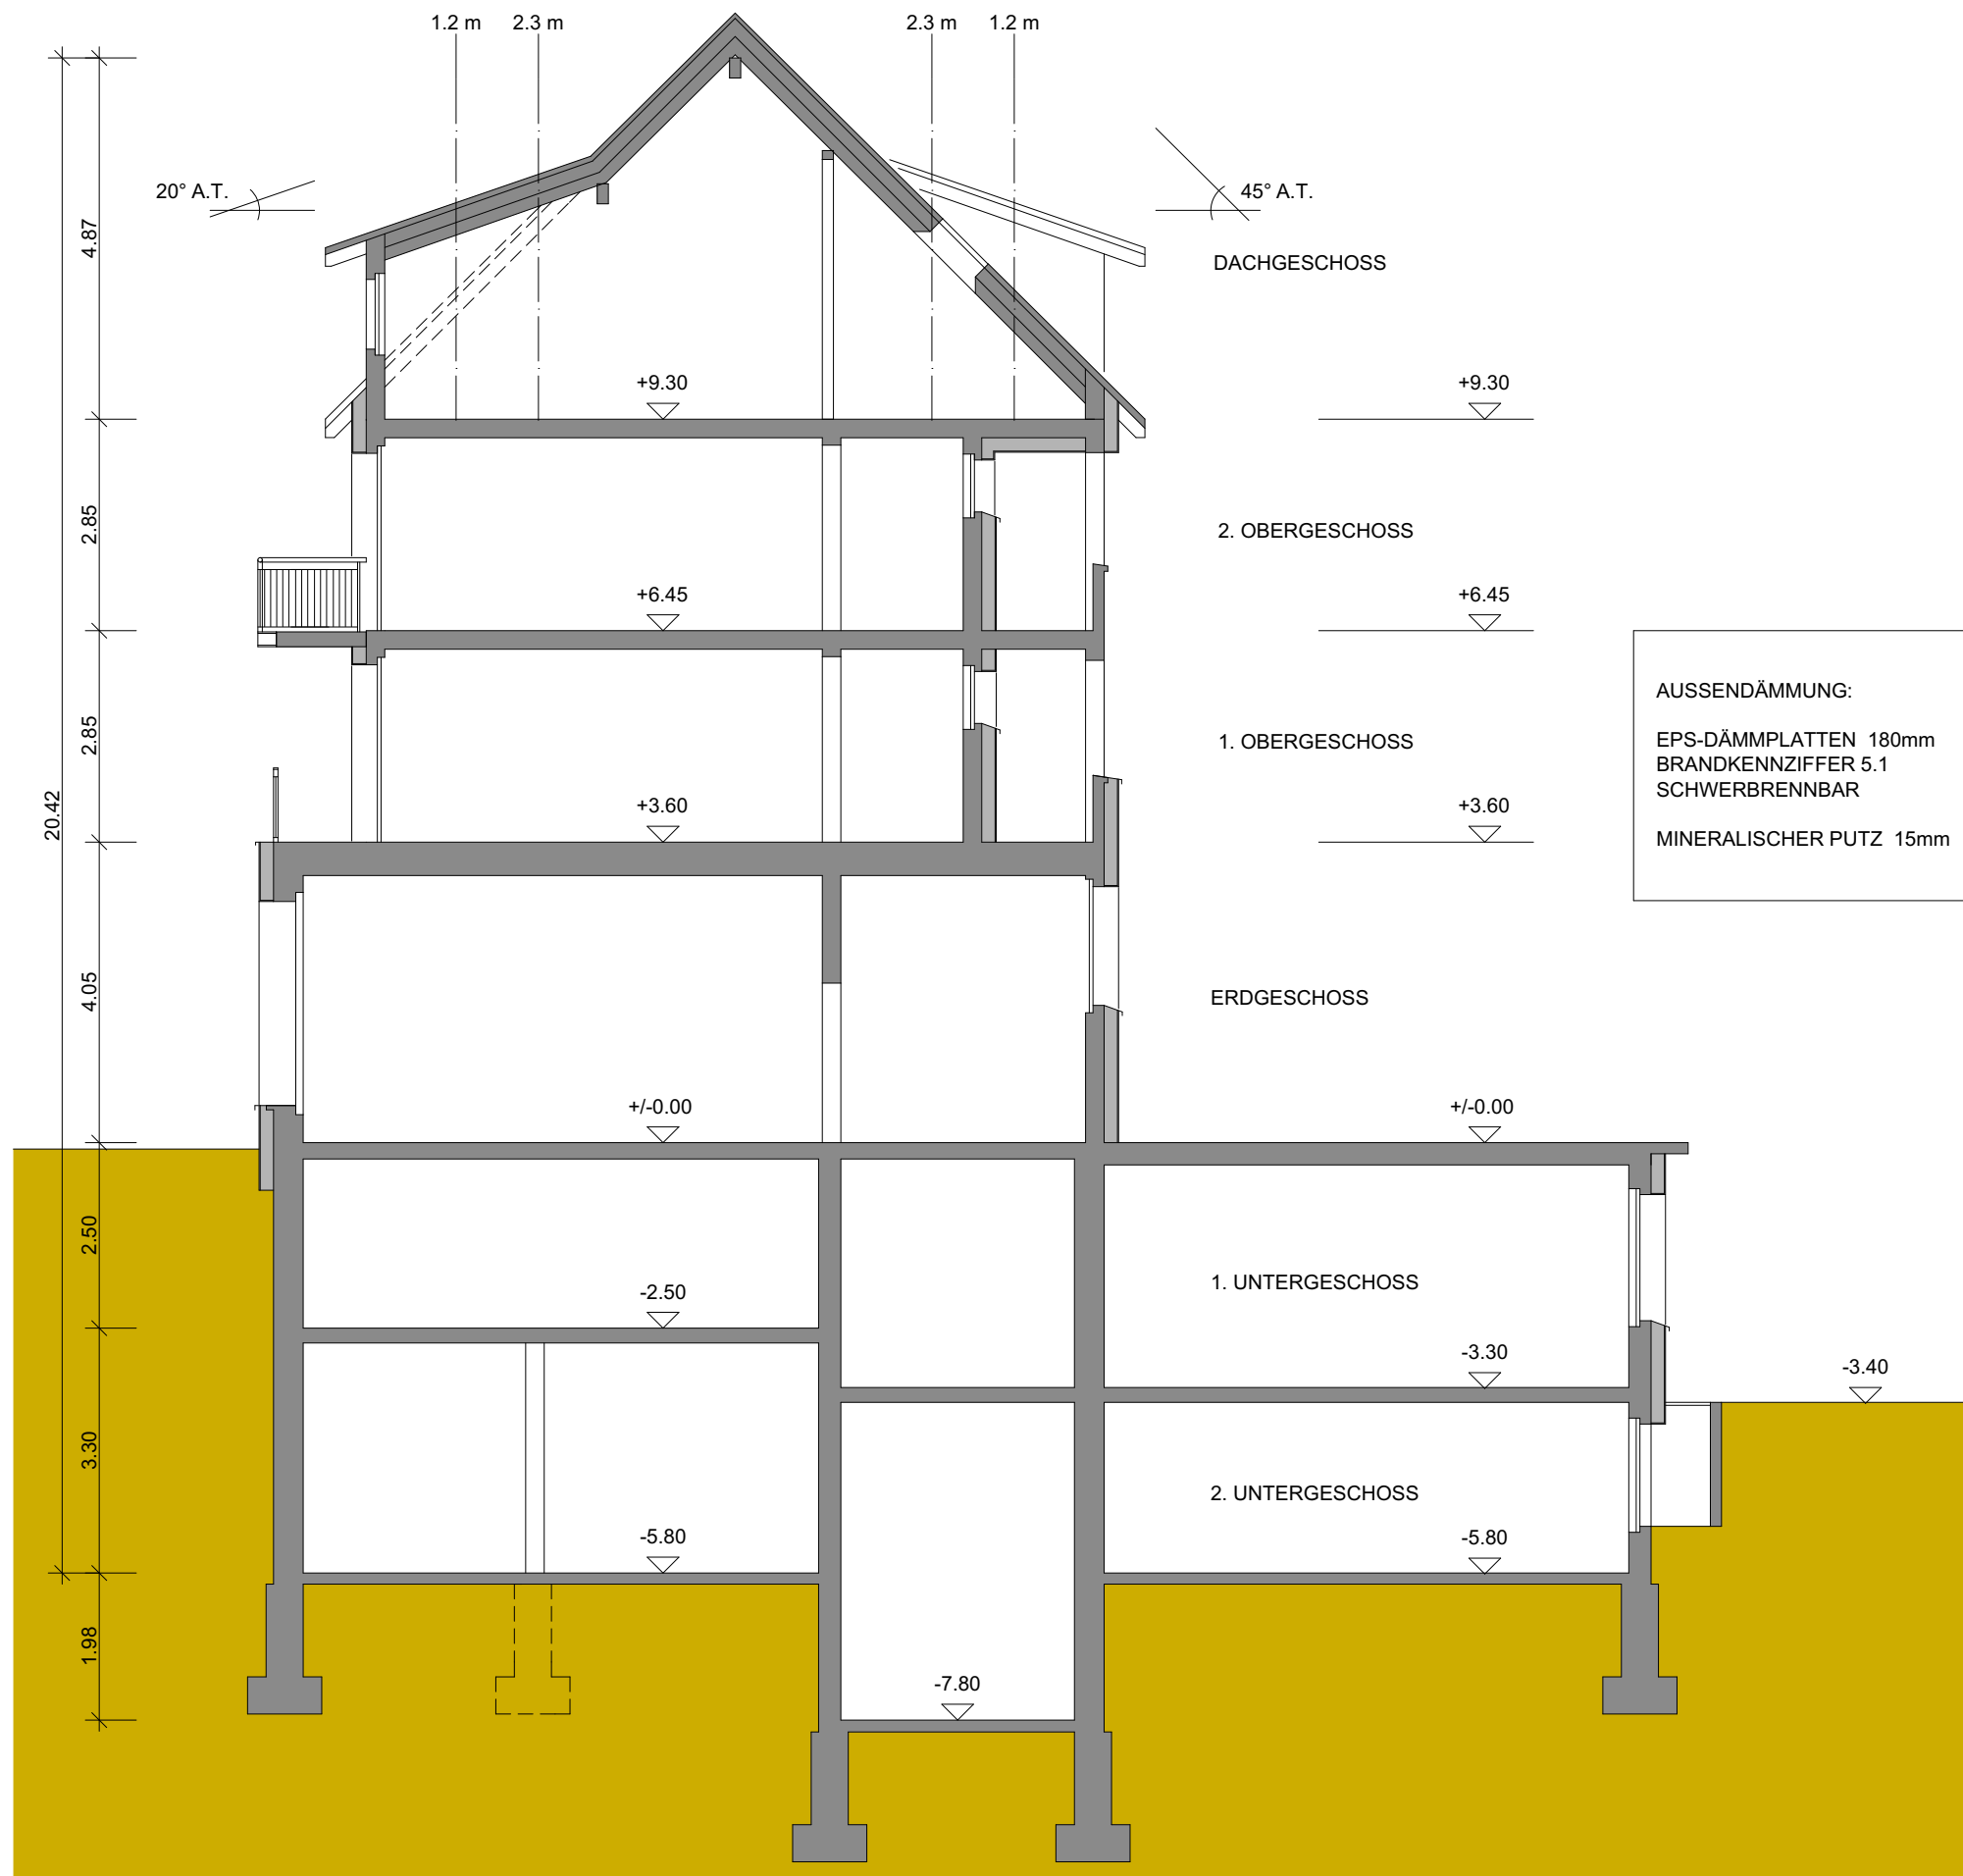 1.2 m 2.3 m 2.3 m 1.2 m
20° A.T. 45° A.T.
4.87
DACHGESCHOSS
+9.30 +9.30
2.85
2. OBERGESCHOSS
+6.45 +6.45
AUSSENDÄMMUNG:
EPS-DÄMMPLATTEN 180mm
BRANDKENNZIFFER 5.1
SCHWERBRENNBAR
MINERALISCHER PUTZ 15mm
2.85
1. OBERGESCHOSS
20.42
+3.60 +3.60
4.05
ERDGESCHOSS
+/-0.00 +/-0.00
2.50
1. UNTERGESCHOSS
-2.50
-3.30
-3.40
3.30
2. UNTERGESCHOSS
-5.80 -5.80
1.98
-7.80